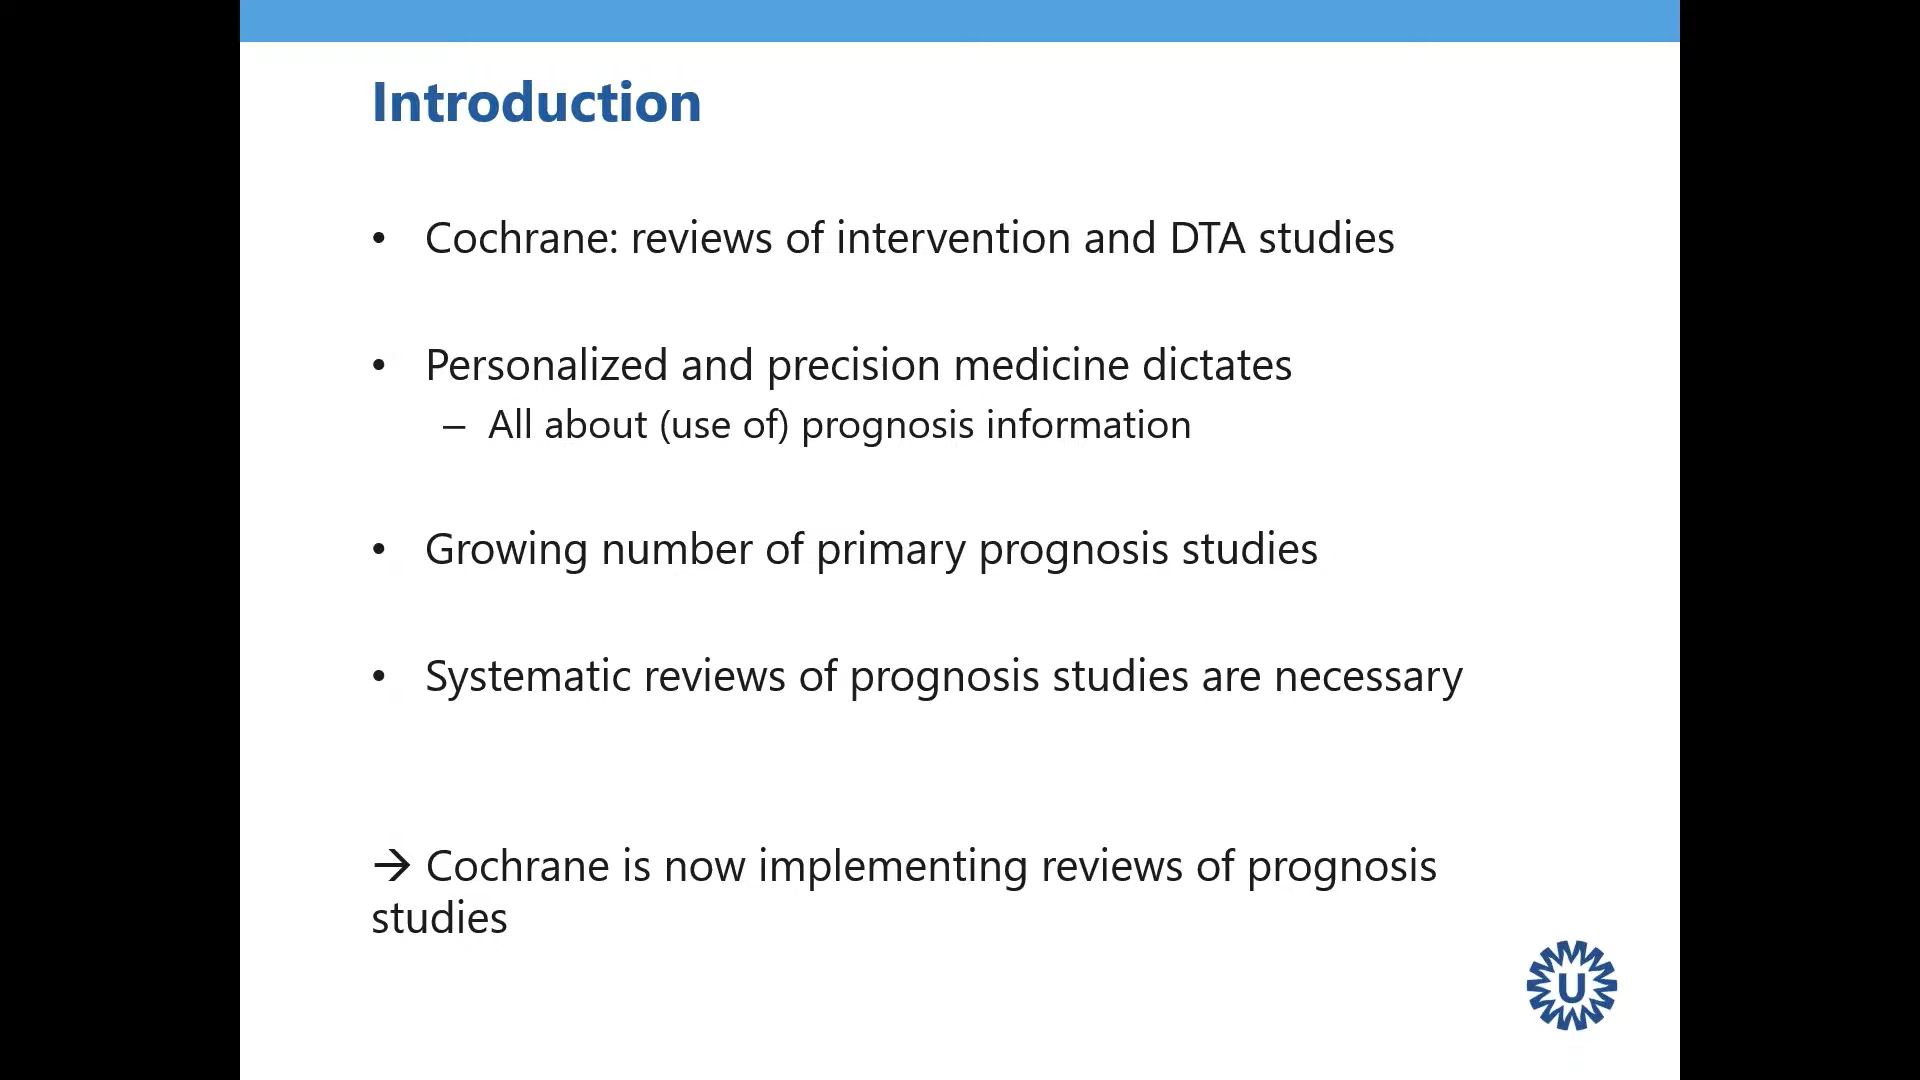 Introduction
• Cochrane: reviews of intervention and DTA studies
• Personalized and precision medicine dictates
– All about (use of) prognosis information
• Growing number of primary prognosis studies
• Systematic reviews of prognosis studies are necessary
→ Cochrane is now implementing reviews of prognosis
studies
U